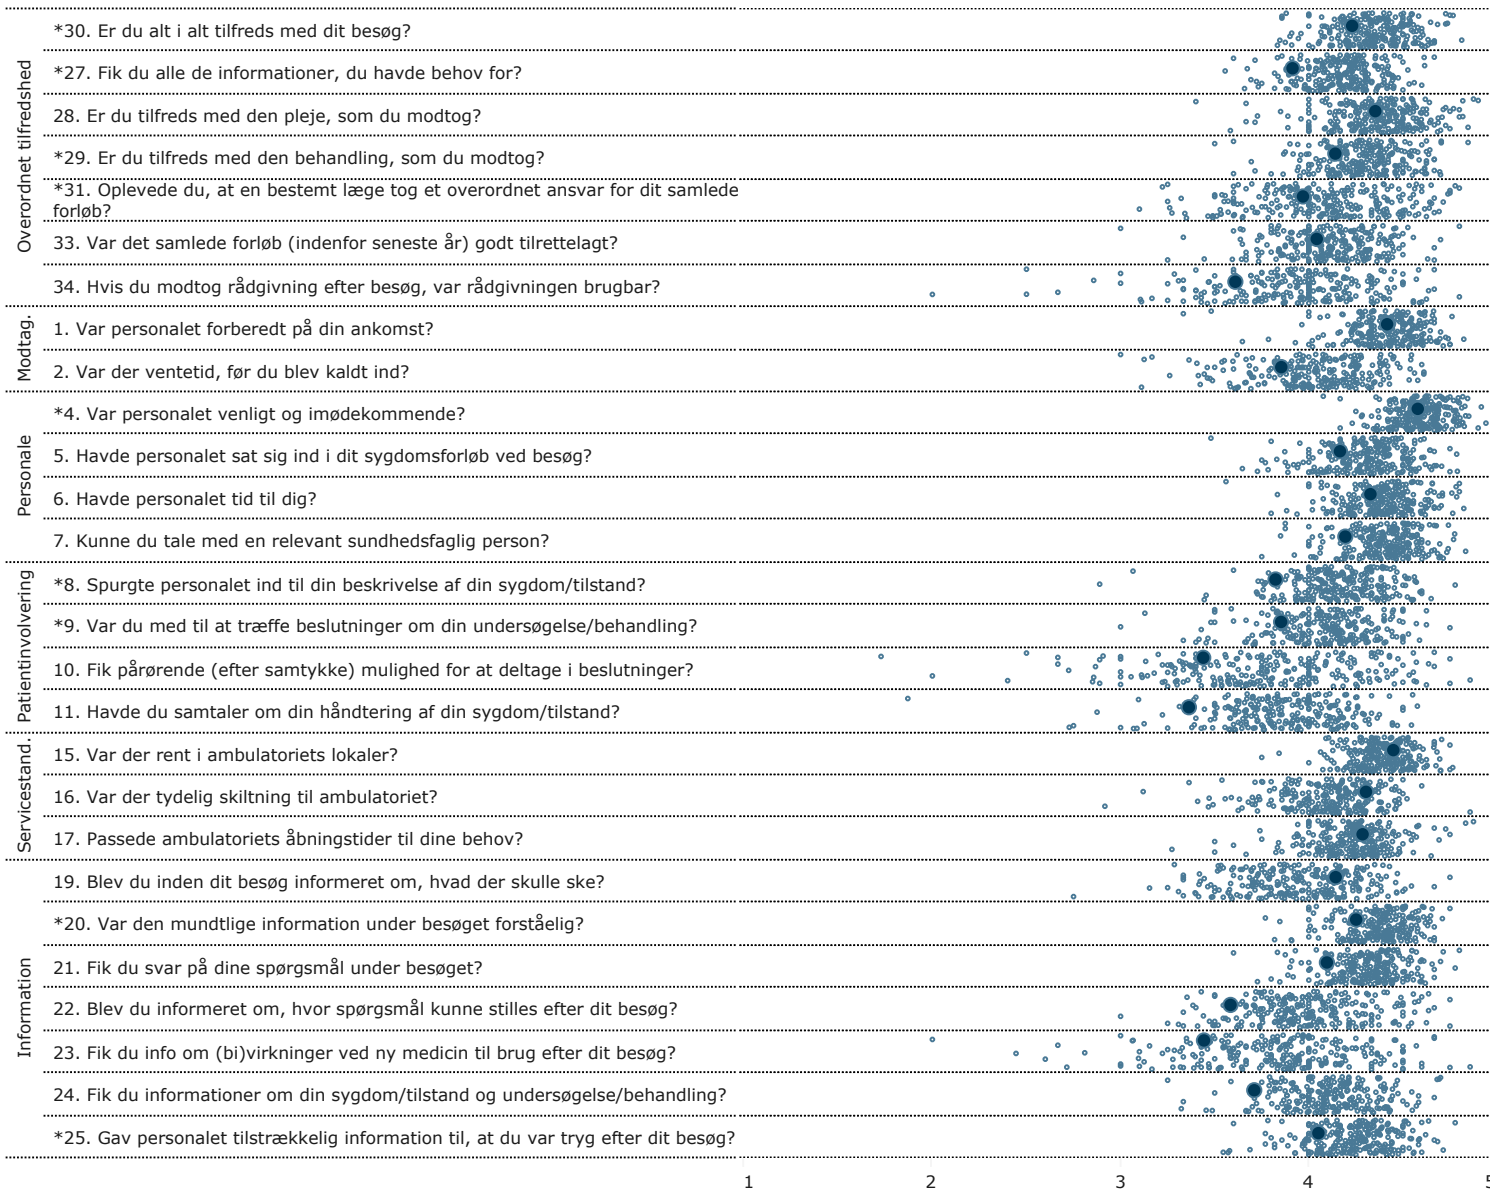 Overordnet tilfredshed
*30. Er du alt i alt tilfreds med dit besøg?
*27. Fik du alle de informationer, du havde behov for?
28. Er du tilfreds med den pleje, som du modtog?
*29. Er du tilfreds med den behandling, som du modtog?
*31. Oplevede du, at en bestemt læge tog et overordnet ansvar for dit samlede
forløb?
33. Var det samlede forløb (indenfor seneste år) godt tilrettelagt?
34. Hvis du modtog rådgivning efter besøg, var rådgivningen brugbar?
Modtag.
1. Var personalet forberedt på din ankomst?
2. Var der ventetid, før du blev kaldt ind?
Personale
*4. Var personalet venligt og imødekommende?
5. Havde personalet sat sig ind i dit sygdomsforløb ved besøg?
6. Havde personalet tid til dig?
7. Kunne du tale med en relevant sundhedsfaglig person?
Patientinvolvering
*8. Spurgte personalet ind til din beskrivelse af din sygdom/tilstand?
*9. Var du med til at træffe beslutninger om din undersøgelse/behandling?
10. Fik pårørende (efter samtykke) mulighed for at deltage i beslutninger?
11. Havde du samtaler om din håndtering af din sygdom/tilstand?
Servicestand.
15. Var der rent i ambulatoriets lokaler?
16. Var der tydelig skiltning til ambulatoriet?
17. Passede ambulatoriets åbningstider til dine behov?
Information
19. Blev du inden dit besøg informeret om, hvad der skulle ske?
*20. Var den mundtlige information under besøget forståelig?
21. Fik du svar på dine spørgsmål under besøget?
22. Blev du informeret om, hvor spørgsmål kunne stilles efter dit besøg?
23. Fik du info om (bi)virkninger ved ny medicin til brug efter dit besøg?
24. Fik du informationer om din sygdom/tilstand og undersøgelse/behandling?
*25. Gav personalet tilstrækkelig information til, at du var tryg efter dit besøg?
1 2 3 4 5